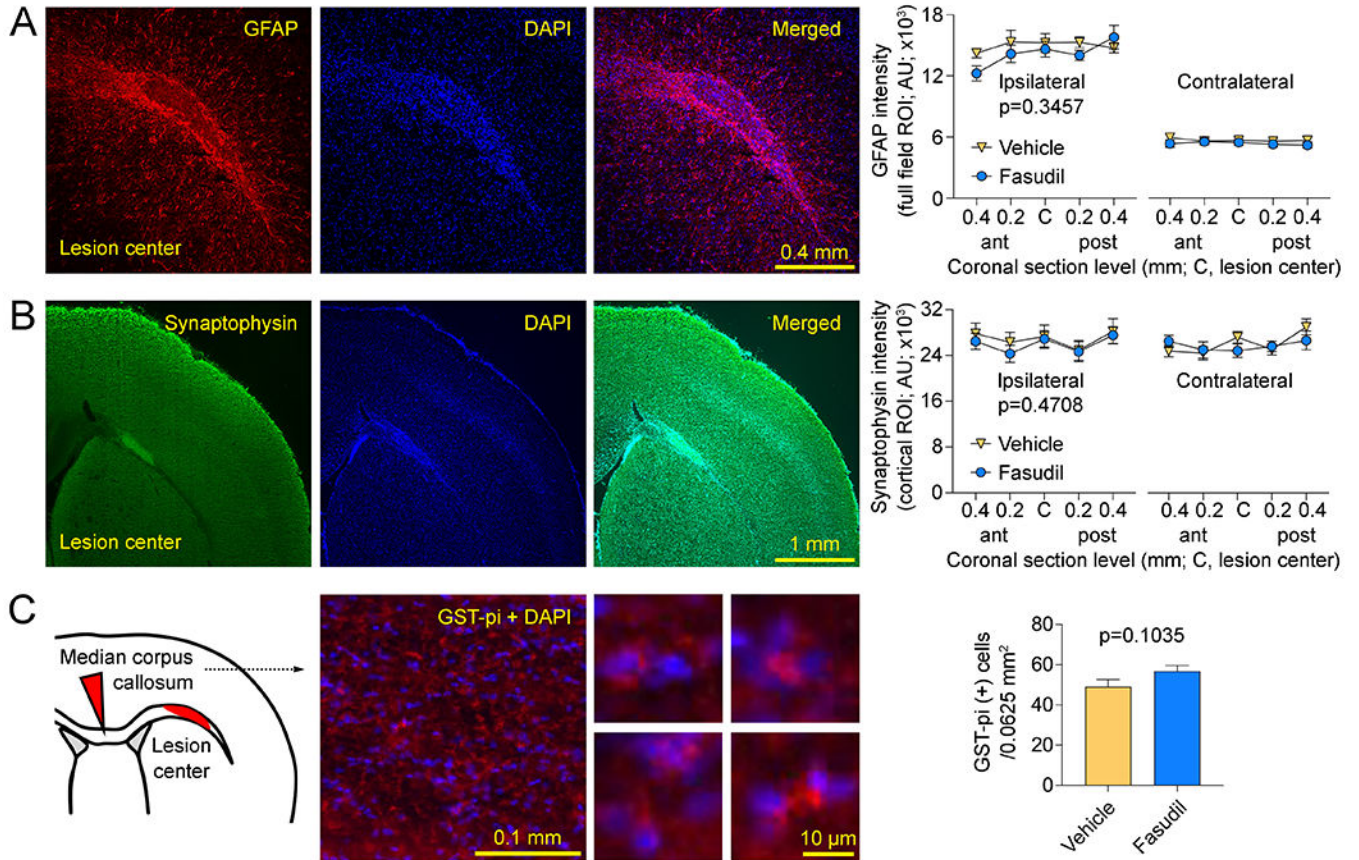 A
GFAP
DAPI
Merged
Lesion center
0.4 mm
GFAP intensity
(full field ROI; AU; x10³)
18
12
6
0
Ipsilateral
p=0.3457
Vehicle
Fasudil
Contralateral
0.4 0.2 C 0.2 0.4
ant post
0.4 0.2 C 0.2 0.4
ant post
Coronal section level (mm; C, lesion center)
B
Synaptophysin
DAPI
Merged
Lesion center
1 mm
Synaptophysin intensity
(cortical ROI; AU; x10³)
32
24
16
8
0
Ipsilateral
p=0.4708
Vehicle
Fasudil
Contralateral
0.4 0.2 C 0.2 0.4
ant post
0.4 0.2 C 0.2 0.4
ant post
Coronal section level (mm; C, lesion center)
C
Median corpus
callosum
Lesion
center
GST-pi + DAPI
0.1 mm
10 µm
GST-pi (+) cells
/0.0625 mm²
80
60
40
20
0
p=0.1035
Vehicle
Fasudil